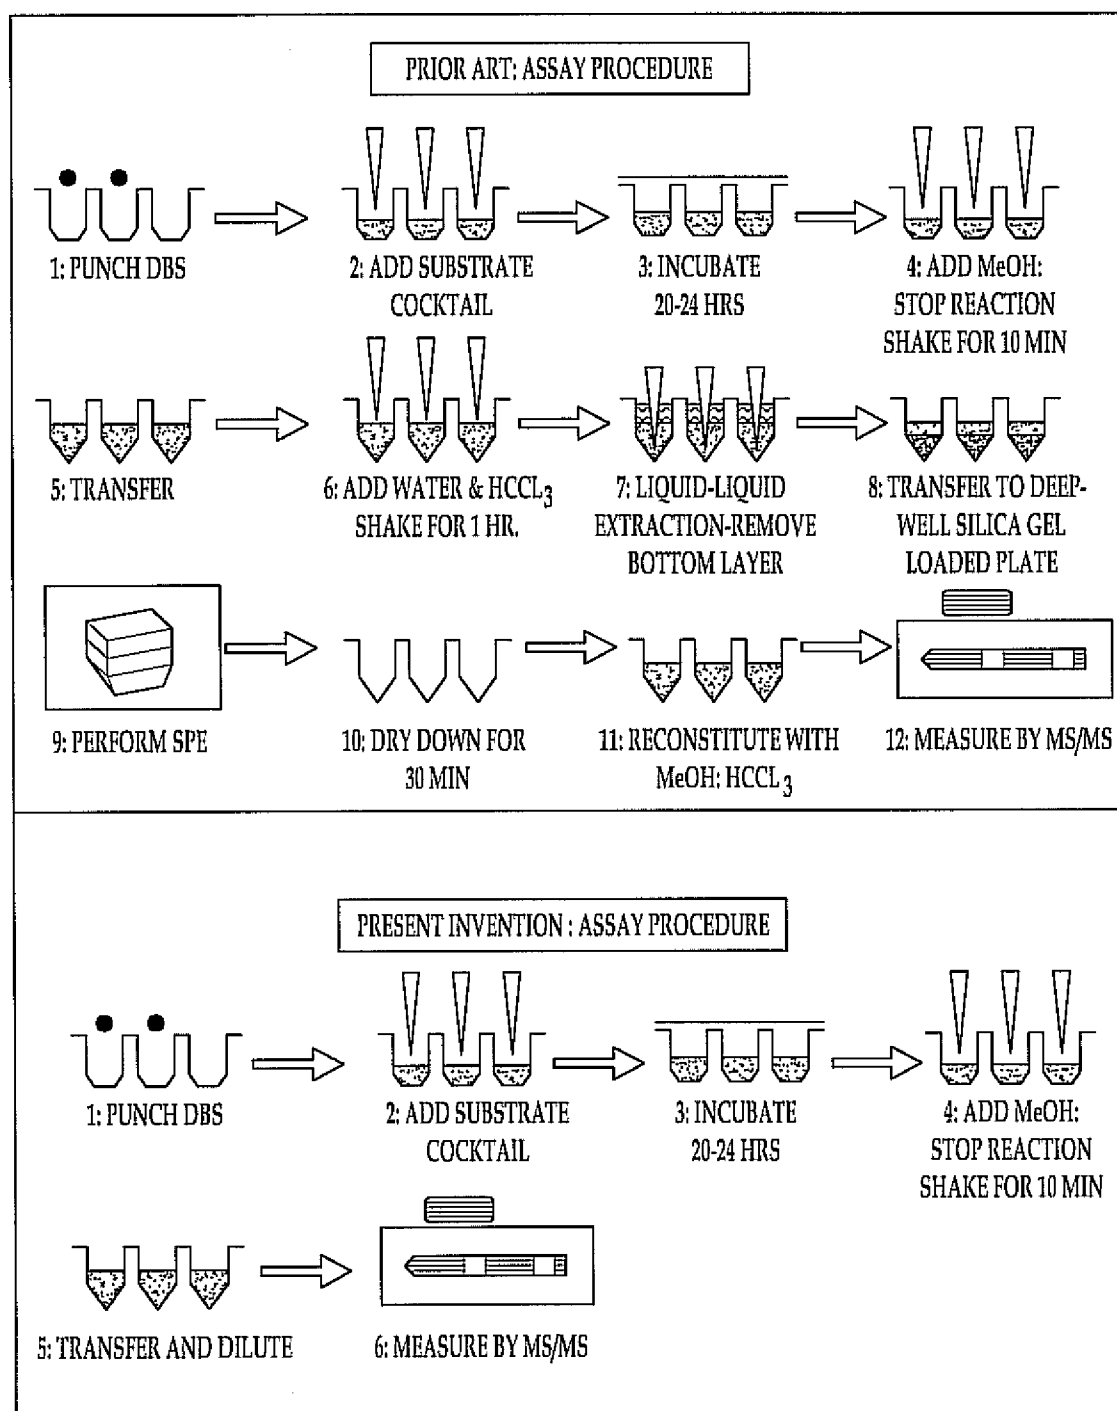 PRIOR ART: ASSAY PROCEDURE
1: PUNCH DBS
2: ADD SUBSTRATE
COCKTAIL
3: INCUBATE
20-24 HRS
4: ADD MeOH:
STOP REACTION
SHAKE FOR 10 MIN
5: TRANSFER
6: ADD WATER & HCCL3
SHAKE FOR 1 HR.
7: LIQUID-LIQUID
EXTRACTION-REMOVE
BOTTOM LAYER
8: TRANSFER TO DEEP-
WELL SILICA GEL
LOADED PLATE
9: PERFORM SPE
10: DRY DOWN FOR
30 MIN
11: RECONSTITUTE WITH
MeOH: HCCL3
12: MEASURE BY MS/MS
PRESENT INVENTION : ASSAY PROCEDURE
1: PUNCH DBS
2: ADD SUBSTRATE
COCKTAIL
3: INCUBATE
20-24 HRS
4: ADD MeOH:
STOP REACTION
SHAKE FOR 10 MIN
5: TRANSFER AND DILUTE
6: MEASURE BY MS/MS